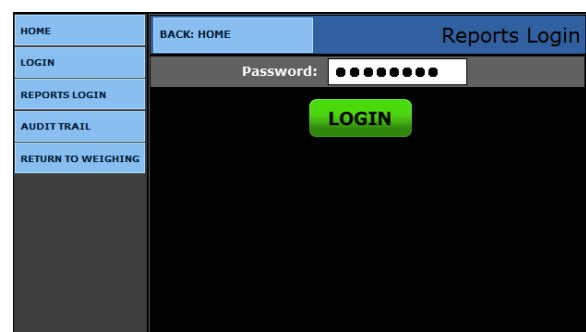 HOME
LOGIN
REPORTS LOGIN
AUDIT TRAIL
RETURN TO WEIGHING
BACK: HOME
Reports Login
Password: ●●●●●●●●
LOGIN